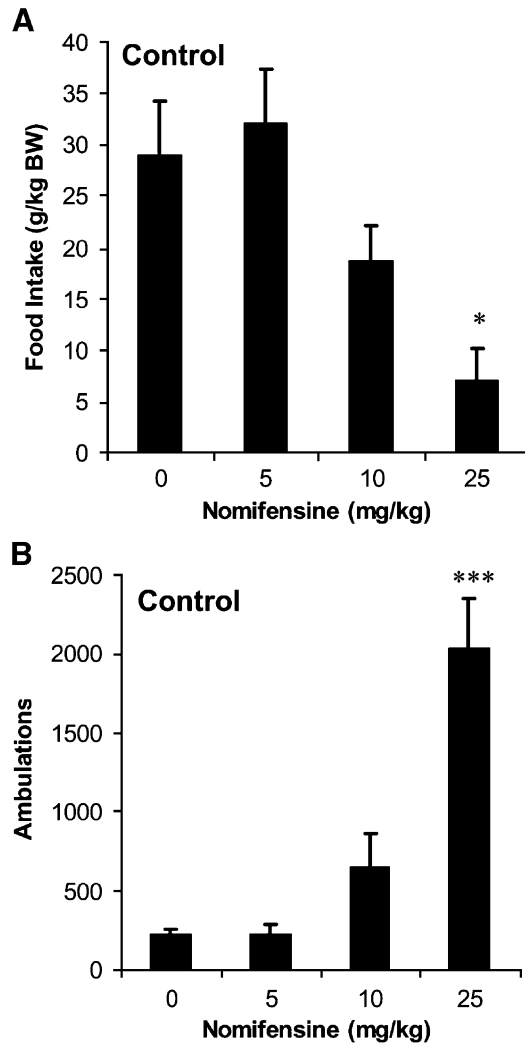 A
Control
Food Intake (g/kg BW)
40
35
30
25
20
15
10
5
0
*
0 5 10 25
Nomifensine (mg/kg)
B
Control
Ambulations
2500
2000
1500
1000
500
0
***
0 5 10 25
Nomifensine (mg/kg)